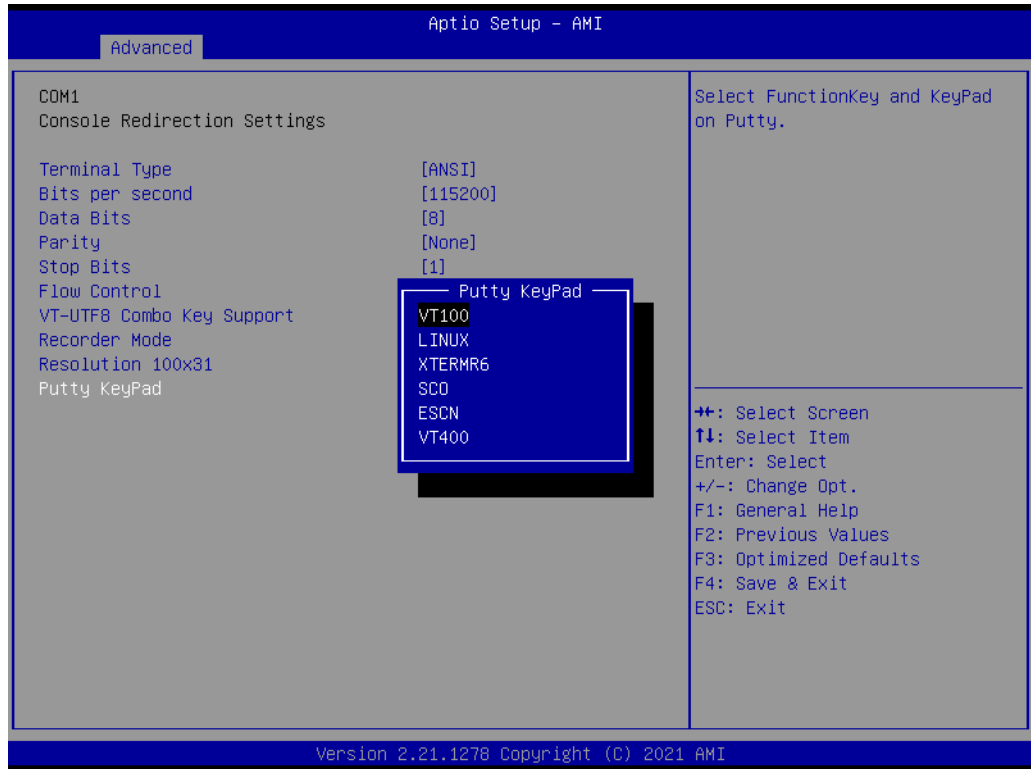 Aptio Setup – AMI
Advanced
COM1
Console Redirection Settings
Terminal Type [ANSI]
Bits per second [115200]
Data Bits [8]
Parity [None]
Stop Bits [1]
Flow Control
VT-UTF8 Combo Key Support
Recorder Mode
Resolution 100x31
Putty KeyPad
Putty KeyPad
VT100
LINUX
XTERMR6
SCO
ESCN
VT400
Select FunctionKey and KeyPad
on Putty.
→←: Select Screen
↑↓: Select Item
Enter: Select
+/-: Change Opt.
F1: General Help
F2: Previous Values
F3: Optimized Defaults
F4: Save & Exit
ESC: Exit
Version 2.21.1278 Copyright (C) 2021 AMI